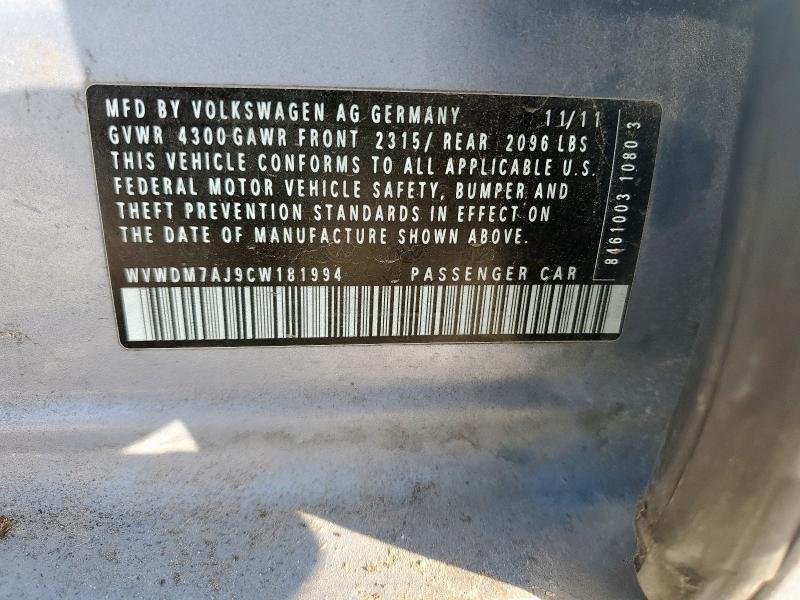 MFD BY VOLKSWAGEN AG GERMANY 11/11
GVWR 4300 GAWR FRONT 2315/ REAR 2096 LBS
THIS VEHICLE CONFORMS TO ALL APPLICABLE U.S.
FEDERAL MOTOR VEHICLE SAFETY, BUMPER AND
THEFT PREVENTION STANDARDS IN EFFECT ON
THE DATE OF MANUFACTURE SHOWN ABOVE.
WVWDM7AJ9CW181994 PASSENGER CAR
8461003 1080 3